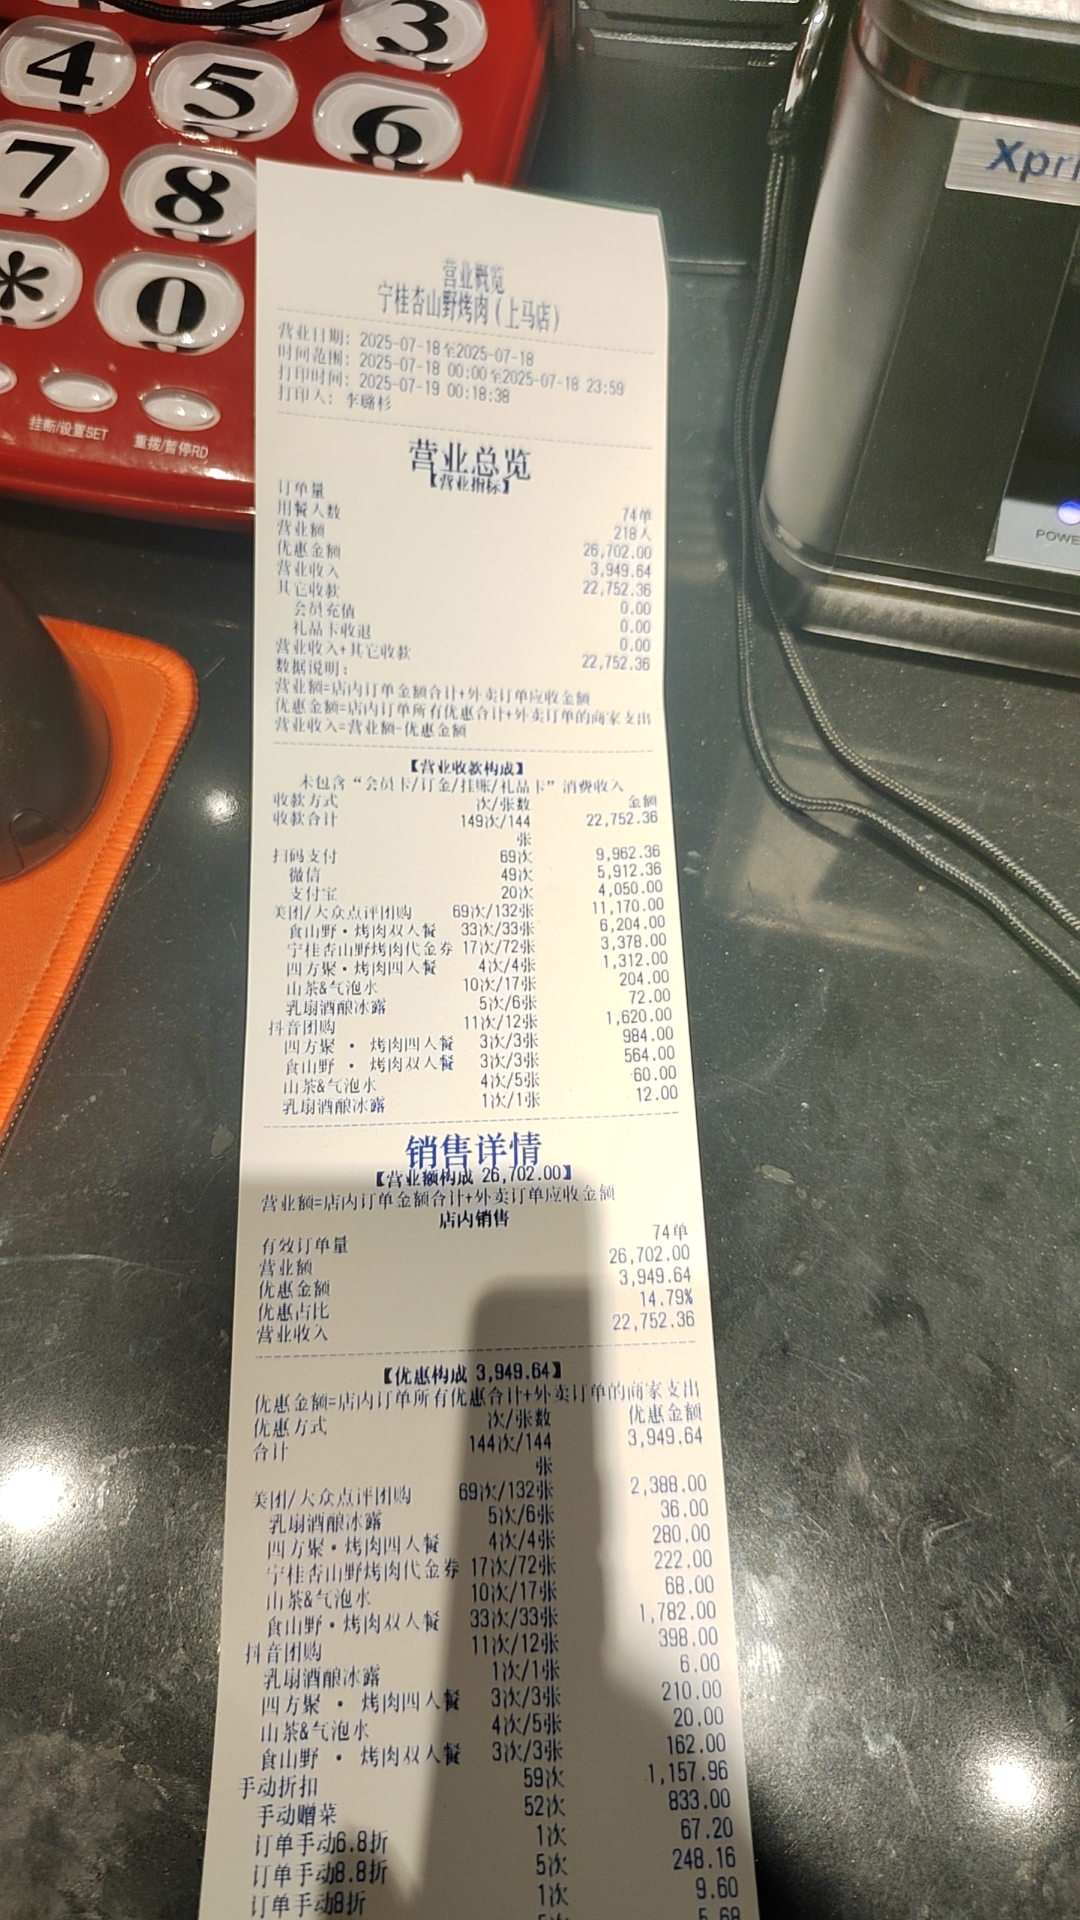 3
4
5
6
7
8
*
0
挂断/设置SET
重拨/暂停RD
Xpri
POWE
营业概览
宁桂杏山野烤肉(上马店)
营业日期: 2025-07-18至2025-07-18
时间范围: 2025-07-18 00:00至2025-07-18 23:59
打印时间: 2025-07-19 00:18:38
打印人: 李璐杉
营业总览
【营业指标】
订单量 74单
用餐人数 218人
营业额 26,702.00
优惠金额 3,949.64
营业收入 22,752.36
其它收款 0.00
会员充值 0.00
礼品卡收退 0.00
营业收入+其它收款 22,752.36
数据说明:
营业额=店内订单金额合计+外卖订单应收金额
优惠金额=店内订单所有优惠合计+外卖订单的商家支出
营业收入=营业额-优惠金额
【营业收款构成】
未包含“会员卡/订金/挂账/礼品卡”消费收入
收款方式 次/张数 金额
收款合计 149次/144张 22,752.36
扫码支付 69次 9,962.36
微信 49次 5,912.36
支付宝 20次 4,050.00
美团/大众点评团购 69次/132张 11,170.00
食山野·烤肉双人餐 33次/33张 6,204.00
宁桂杏山野烤肉代金券 17次/72张 3,378.00
四方聚·烤肉四人餐 4次/4张 1,312.00
山茶&气泡水 10次/17张 204.00
乳扇酒酿冰露 5次/6张 72.00
抖音团购 11次/12张 1,620.00
四方聚 · 烤肉四人餐 3次/3张 984.00
食山野 · 烤肉双人餐 3次/3张 564.00
山茶&气泡水 4次/5张 60.00
乳扇酒酿冰露 1次/1张 12.00
销售详情
【营业额构成 26,702.00】
营业额=店内订单金额合计+外卖订单应收金额
店内销售
有效订单量 74单
营业额 26,702.00
优惠金额 3,949.64
优惠占比 14.79%
营业收入 22,752.36
【优惠构成 3,949.64】
优惠金额=店内订单所有优惠合计+外卖订单的商家支出
优惠方式 次/张数 优惠金额
合计 144次/144张 3,949.64
美团/大众点评团购 69次/132张 2,388.00
乳扇酒酿冰露 5次/6张 36.00
四方聚·烤肉四人餐 4次/4张 280.00
宁桂杏山野烤肉代金券 17次/72张 222.00
山茶&气泡水 10次/17张 68.00
食山野·烤肉双人餐 33次/33张 1,782.00
抖音团购 11次/12张 398.00
乳扇酒酿冰露 1次/1张 6.00
四方聚 · 烤肉四人餐 3次/3张 210.00
山茶&气泡水 4次/5张 20.00
食山野 · 烤肉双人餐 3次/3张 162.00
手动折扣 59次 1,157.96
手动赠菜 52次 833.00
订单手动6.8折 1次 67.20
订单手动8.8折 5次 248.16
订单手动8折 1次 9.60